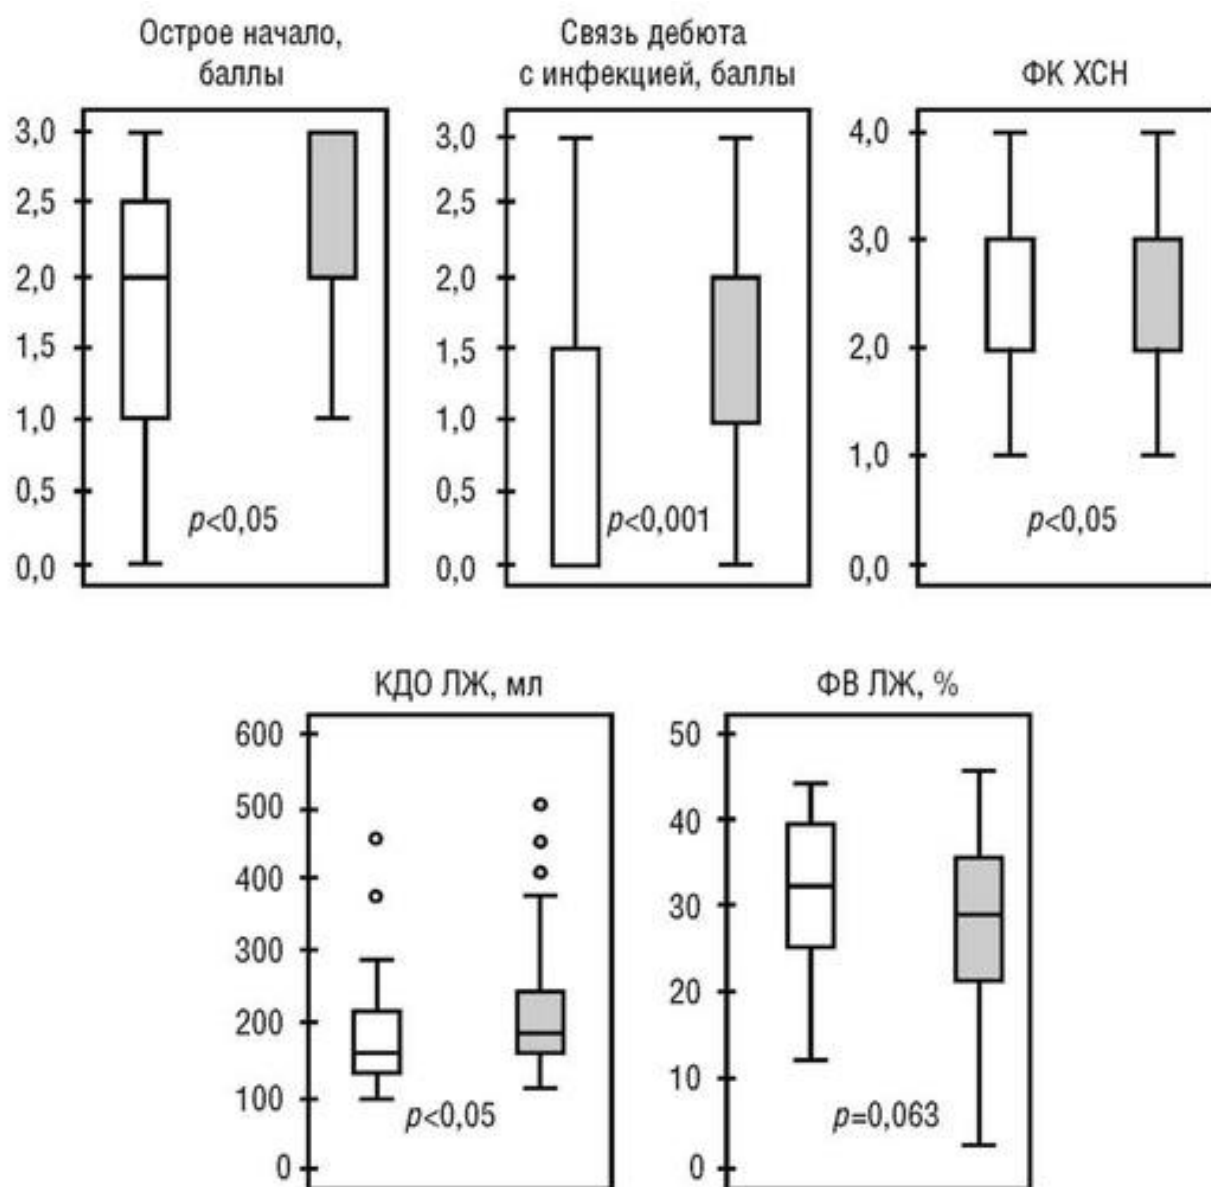 Острое начало,
баллы
3,0
2,5
2,0
1,5
1,0
0,5
0,0
p<0,05
Связь дебюта
с инфекцией, баллы
3,0
2,5
2,0
1,5
1,0
0,5
0,0
p<0,001
ФК ХСН
4,0
3,0
2,0
1,0
0,0
p<0,05
КДО ЛЖ, мл
600
500
400
300
200
100
0
p<0,05
ФВ ЛЖ, %
50
40
30
20
10
0
p=0,063